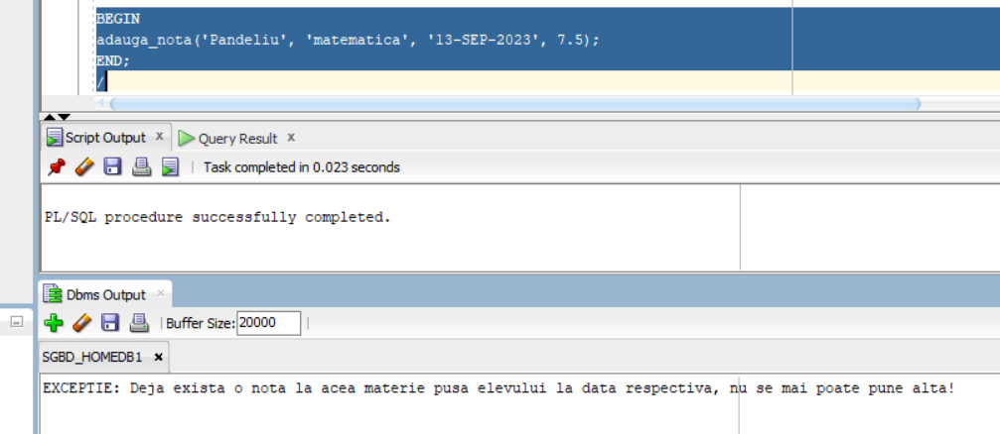 BEGIN
adauga_nota('Pandeliu', 'matematica', '13-SEP-2023', 7.5);
END;
/
Script Output x Query Result x
Task completed in 0.023 seconds
PL/SQL procedure successfully completed.
Dbms Output x
Buffer Size: 20000
SGBD_HOMEDB1 x
EXCEPTIE: Deja exista o nota la acea materie pusa elevului la data respectiva, nu se mai poate pune alta!